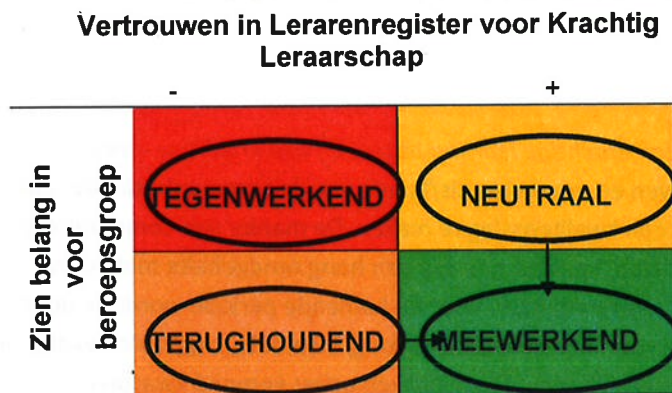 Vertrouwen in Lerarenregister voor Krachtig
Leraarschap
- +
Zien belang in
voor
beroepsgroep
TEGENWERKEND NEUTRAAL
TERUGHOUDEND MEEWERKEND